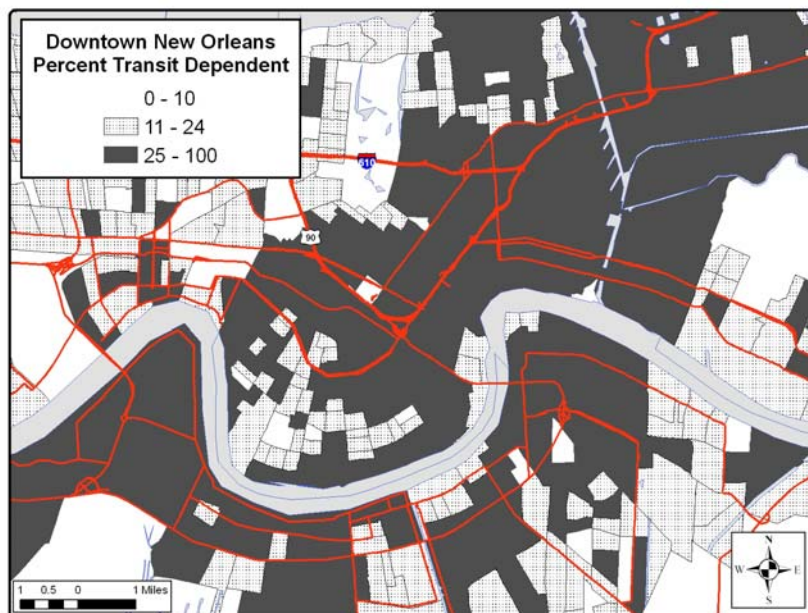 Downtown New Orleans
Percent Transit Dependent
0 - 10
11 - 24
25 - 100
610
90
N
W E
S
1 0.5 0 1 Miles